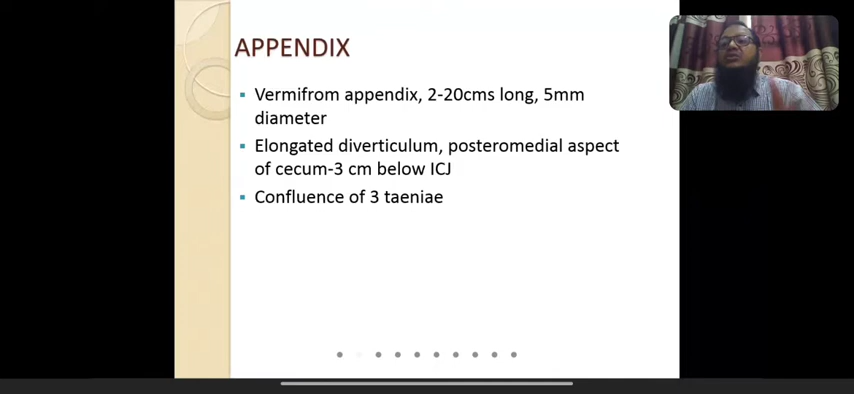 APPENDIX
▪ Vermifrom appendix, 2-20cms long, 5mm
diameter
▪ Elongated diverticulum, posteromedial aspect
of cecum-3 cm below ICJ
▪ Confluence of 3 taeniae